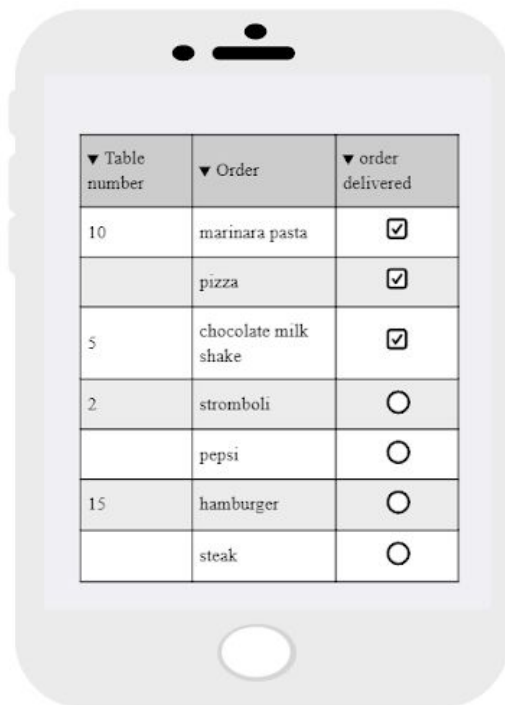 ▼ Table
number
▼ Order
▼ order
delivered
10
marinara pasta
pizza
5
chocolate milk
shake
2
stromboli
pepsi
15
hamburger
steak